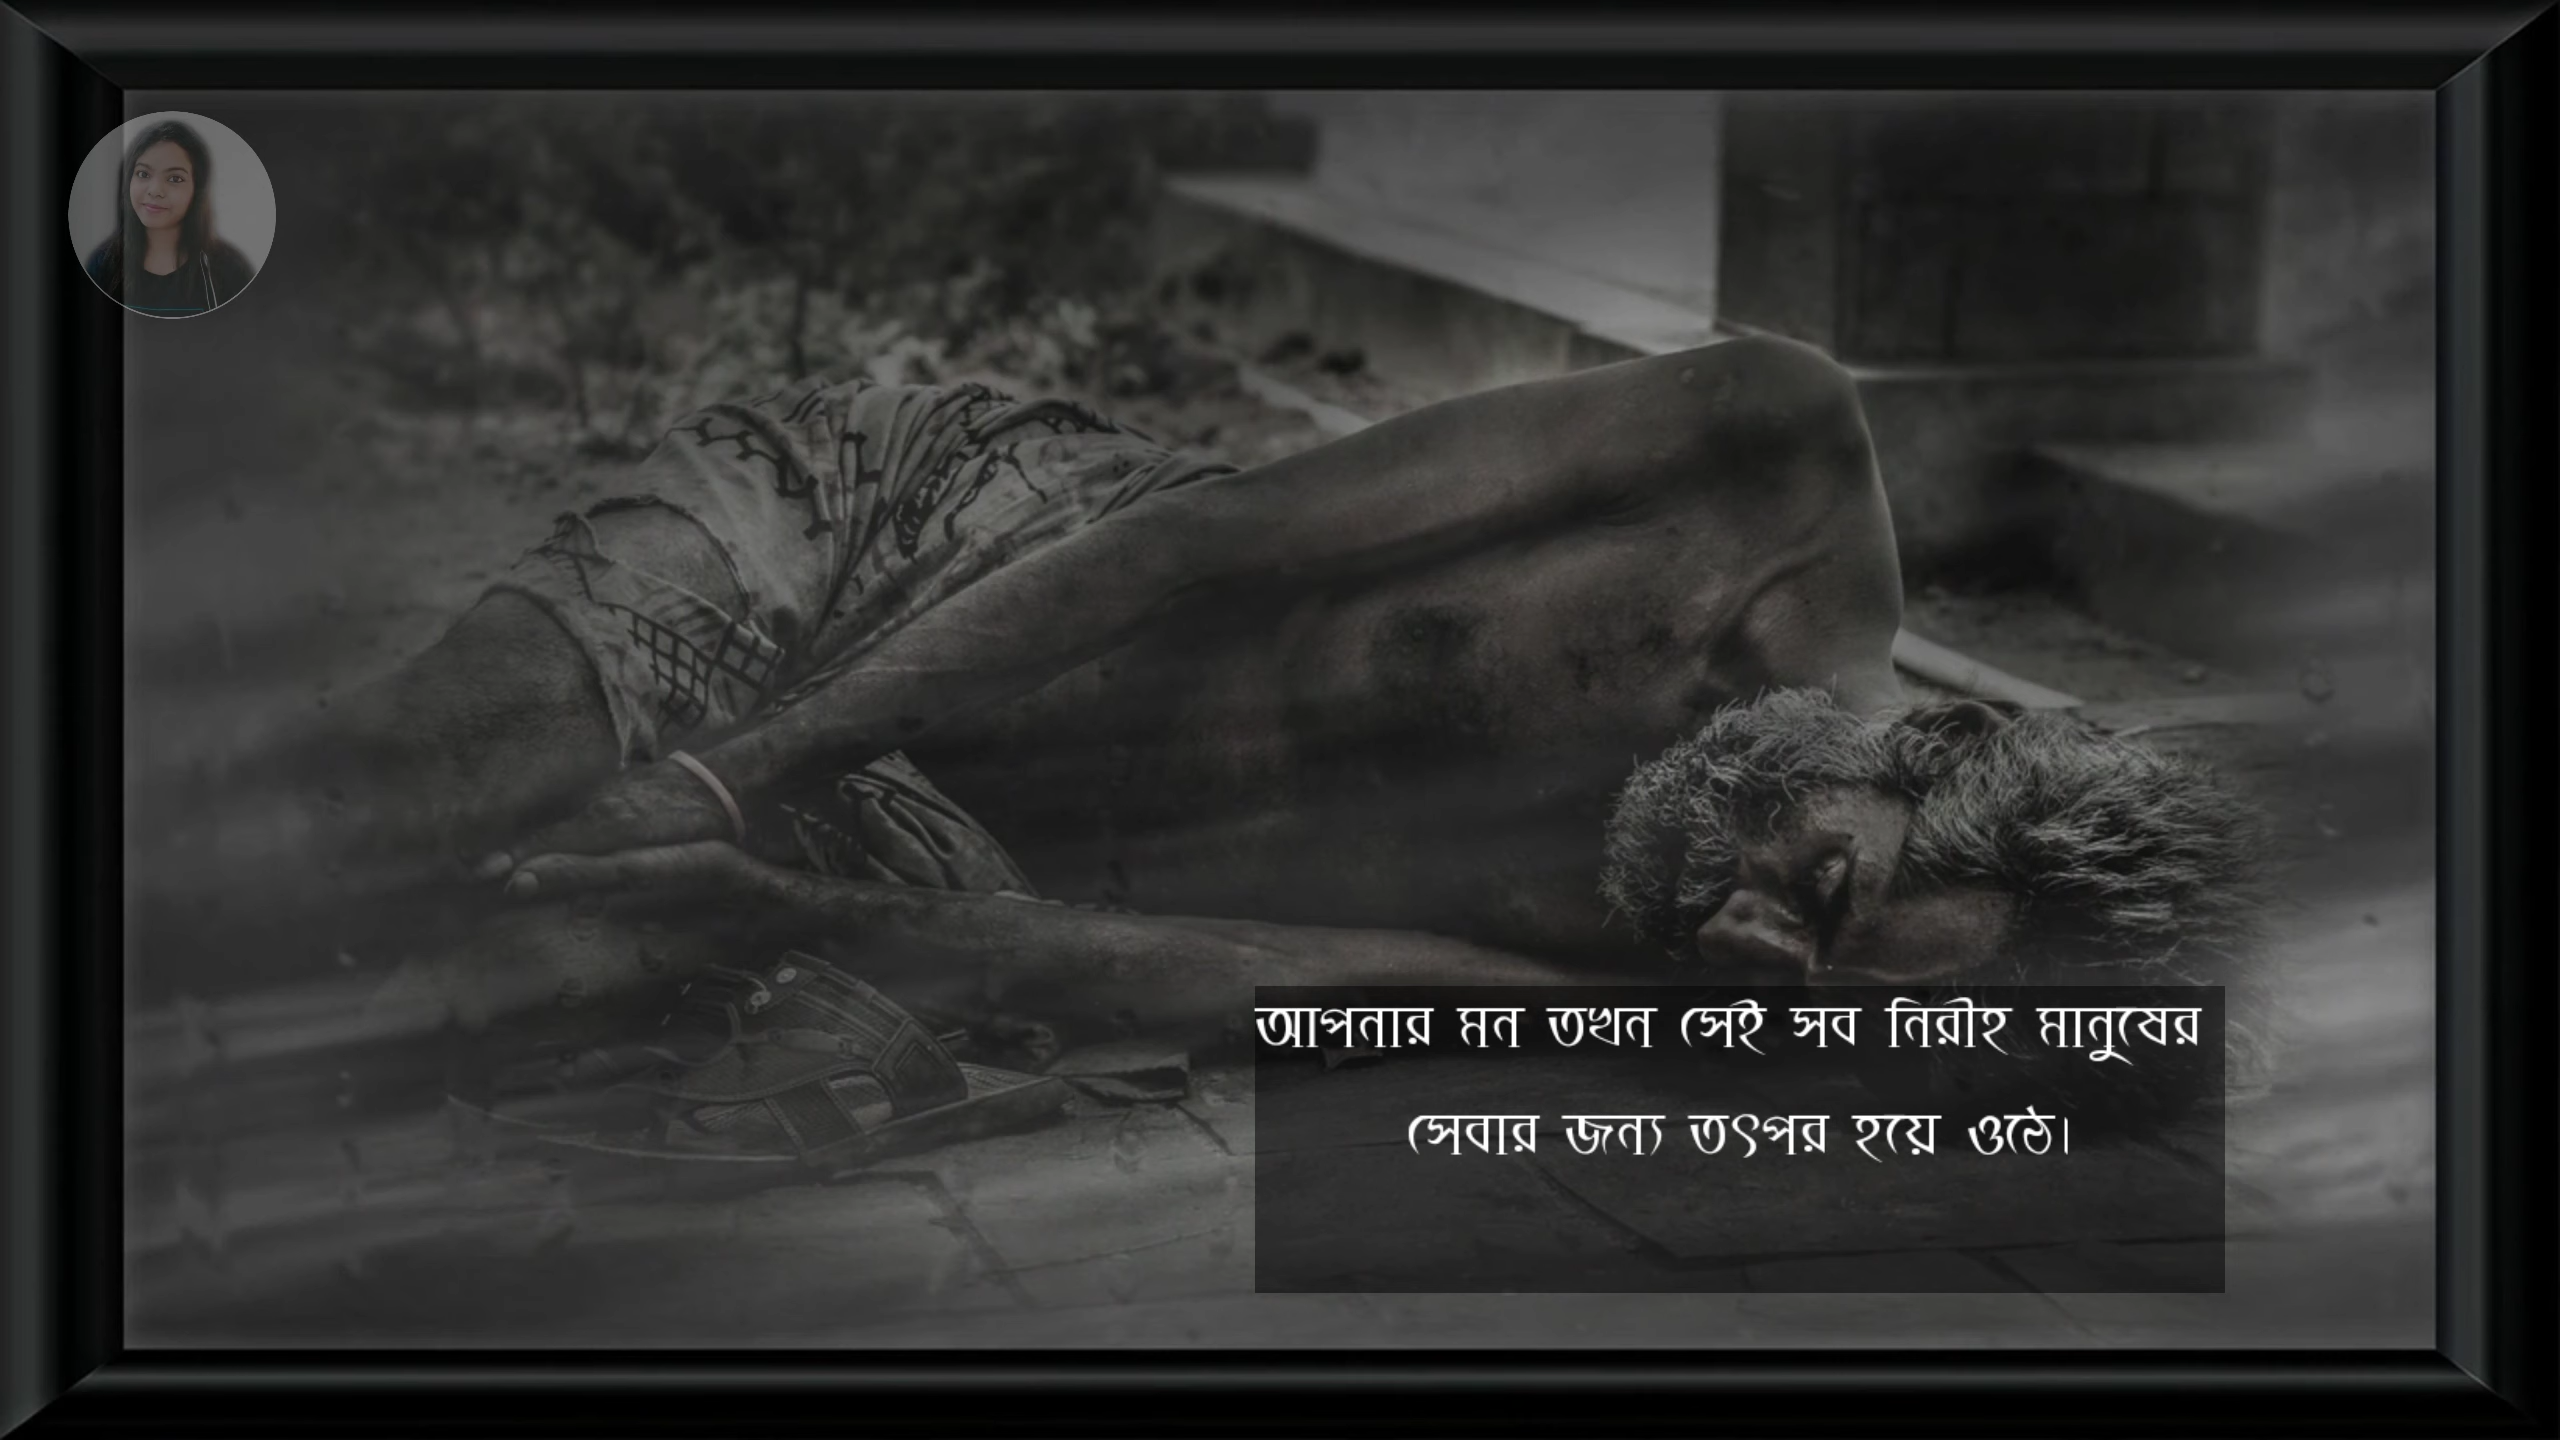 আপনার মন তখন সেই সব নিরীহ মানুষের
সেবার জন্য তৎপর হয়ে ওঠে।